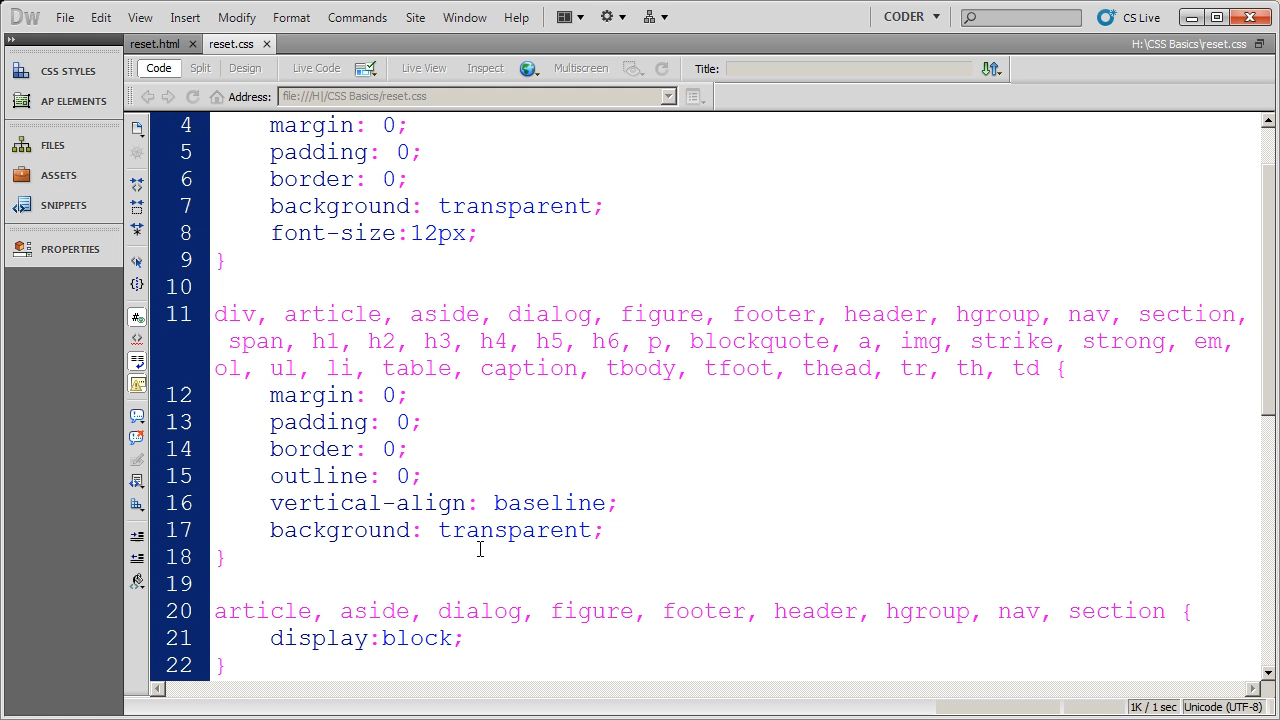 Dw File Edit View Insert Modify Format Commands Site Window Help CODER CS Live
reset.html × reset.css × H:\CSS Basics\reset.css
Code Split Design Live Code Live View Inspect Multiscreen Title:
Address: file:///H|/CSS Basics/reset.css
CSS STYLES
AP ELEMENTS
FILES
ASSETS
SNIPPETS
PROPERTIES
4 margin: 0;
5 padding: 0;
6 border: 0;
7 background: transparent;
8 font-size:12px;
9 }
10
11 div, article, aside, dialog, figure, footer, header, hgroup, nav, section,
span, h1, h2, h3, h4, h5, h6, p, blockquote, a, img, strike, strong, em,
ol, ul, li, table, caption, tbody, tfoot, thead, tr, th, td {
12 margin: 0;
13 padding: 0;
14 border: 0;
15 outline: 0;
16 vertical-align: baseline;
17 background: transparent;
18 }
19
20 article, aside, dialog, figure, footer, header, hgroup, nav, section {
21 display:block;
22 }
1K / 1 sec Unicode (UTF-8)